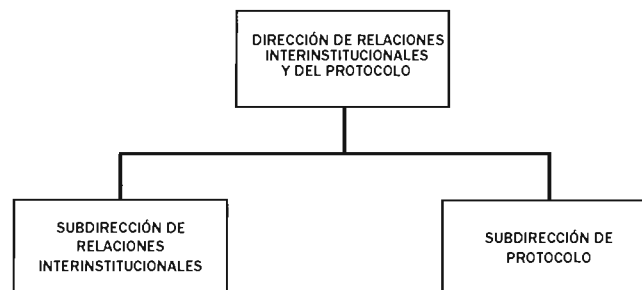 DIRECCIÓN DE RELACIONES
INTERINSTITUCIONALES
Y DEL PROTOCOLO
SUBDIRECCIÓN DE
RELACIONES
INTERINSTITUCIONALES
SUBDIRECCIÓN DE
PROTOCOLO